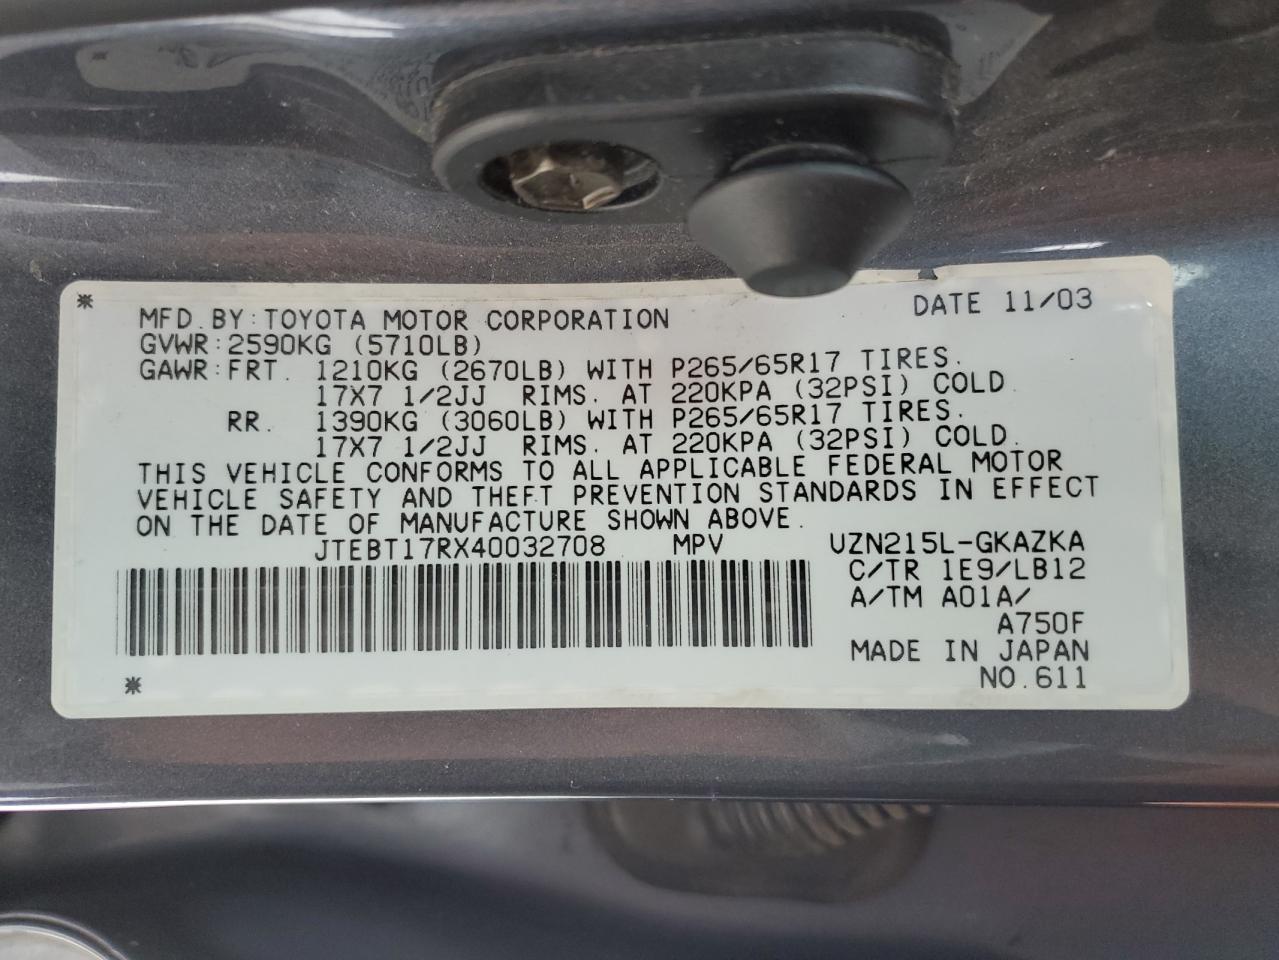 DATE 11/03
MFD.BY:TOYOTA MOTOR CORPORATION
GVWR:2590KG (5710LB)
GAWR:FRT. 1210KG (2670LB) WITH P265/65R17 TIRES.
17X7 1/2JJ RIMS. AT 220KPA (32PSI) COLD.
RR. 1390KG (3060LB) WITH P265/65R17 TIRES.
17X7 1/2JJ RIMS. AT 220KPA (32PSI) COLD.
THIS VEHICLE CONFORMS TO ALL APPLICABLE FEDERAL MOTOR
VEHICLE SAFETY AND THEFT PREVENTION STANDARDS IN EFFECT
ON THE DATE OF MANUFACTURE SHOWN ABOVE.
JTEBT17RX40032708 MPV UZN215L-GKAZKA
C/TR 1E9/LB12
A/TM A01A/
A750F
MADE IN JAPAN
NO.611